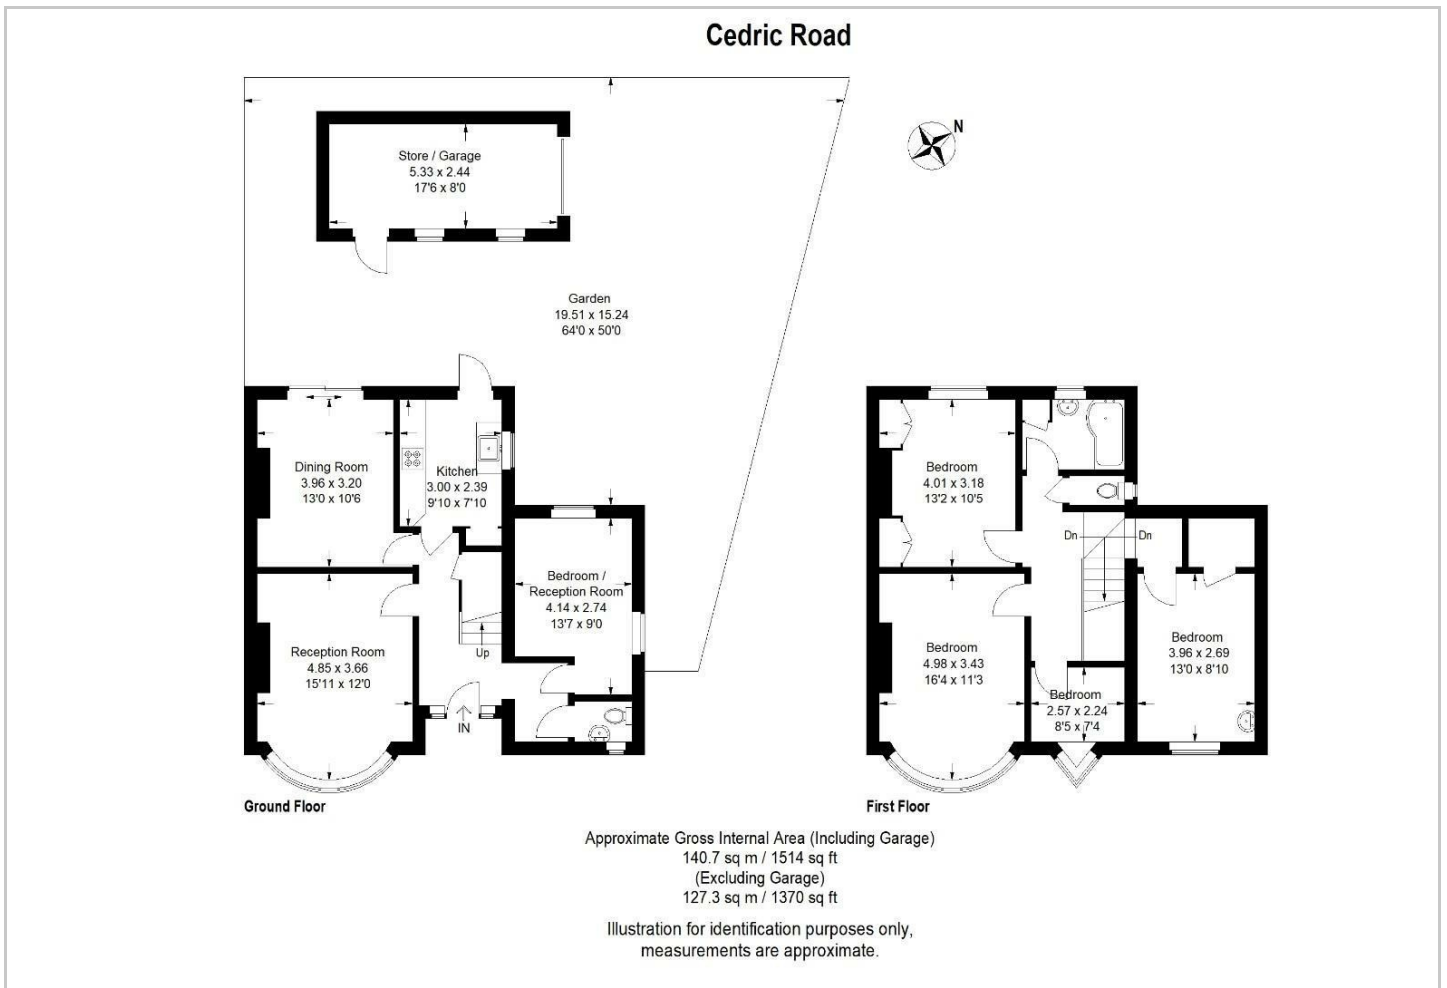 Cedric Road
N
Store / Garage
5.33 x 2.44
17'6 x 8'0
Garden
19.51 x 15.24
64'0 x 50'0
Dining Room
3.96 x 3.20
13'0 x 10'6
Kitchen
3.00 x 2.39
9'10 x 7'10
Bedroom /
Reception Room
4.14 x 2.74
13'7 x 9'0
Reception Room
4.85 x 3.66
15'11 x 12'0
Up
IN
Ground Floor
Bedroom
4.01 x 3.18
13'2 x 10'5
Dn
Dn
Bedroom
4.98 x 3.43
16'4 x 11'3
Bedroom
2.57 x 2.24
8'5 x 7'4
Bedroom
3.96 x 2.69
13'0 x 8'10
First Floor
Approximate Gross Internal Area (Including Garage)
140.7 sq m / 1514 sq ft
(Excluding Garage)
127.3 sq m / 1370 sq ft
Illustration for identification purposes only,
measurements are approximate.